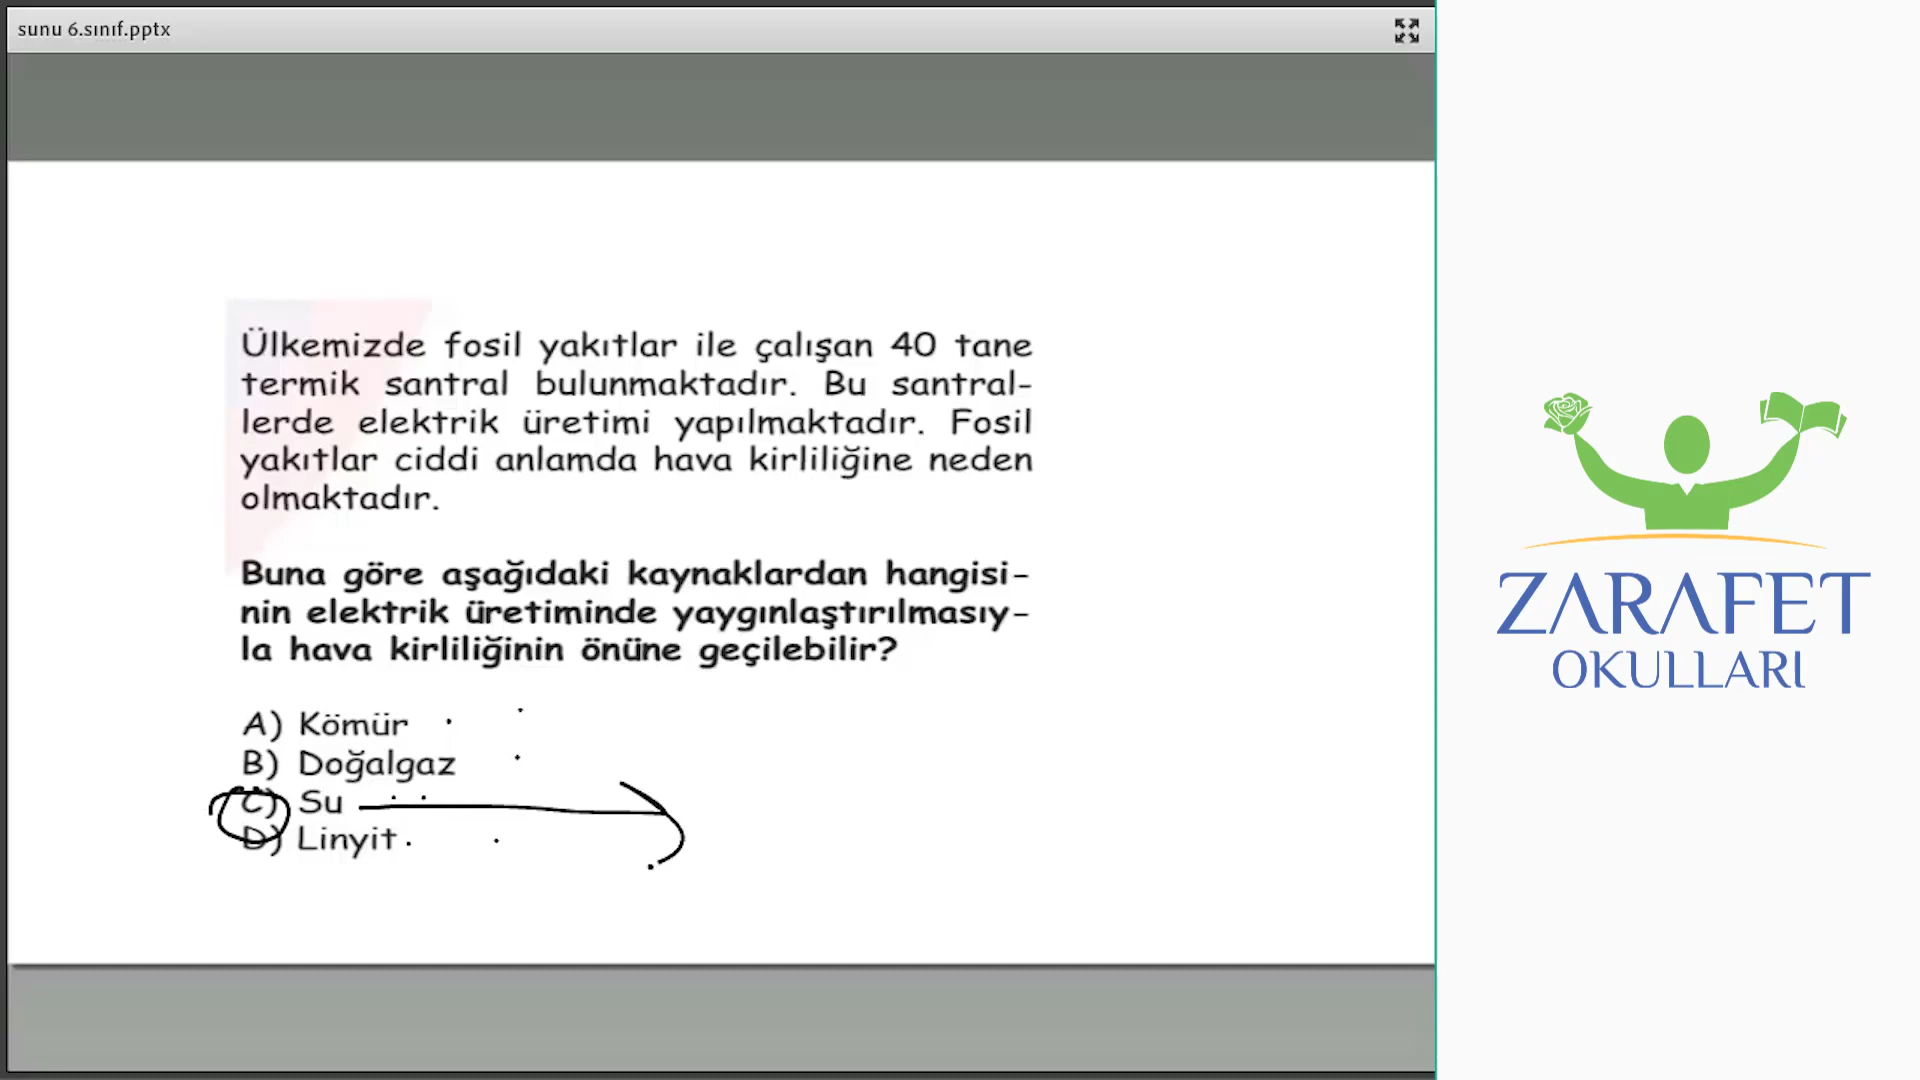 sunu 6.sınıf.pptx
Ülkemizde fosil yakıtlar ile çalışan 40 tane
termik santral bulunmaktadır. Bu santral-
lerde elektrik üretimi yapılmaktadır. Fosil
yakıtlar ciddi anlamda hava kirliliğine neden
olmaktadır.
Buna göre aşağıdaki kaynaklardan hangisi-
nin elektrik üretiminde yaygınlaştırılmasıy-
la hava kirliliğinin önüne geçilebilir?
A) Kömür
B) Doğalgaz
C) Su
D) Linyit
ZARAFET
OKULLARI